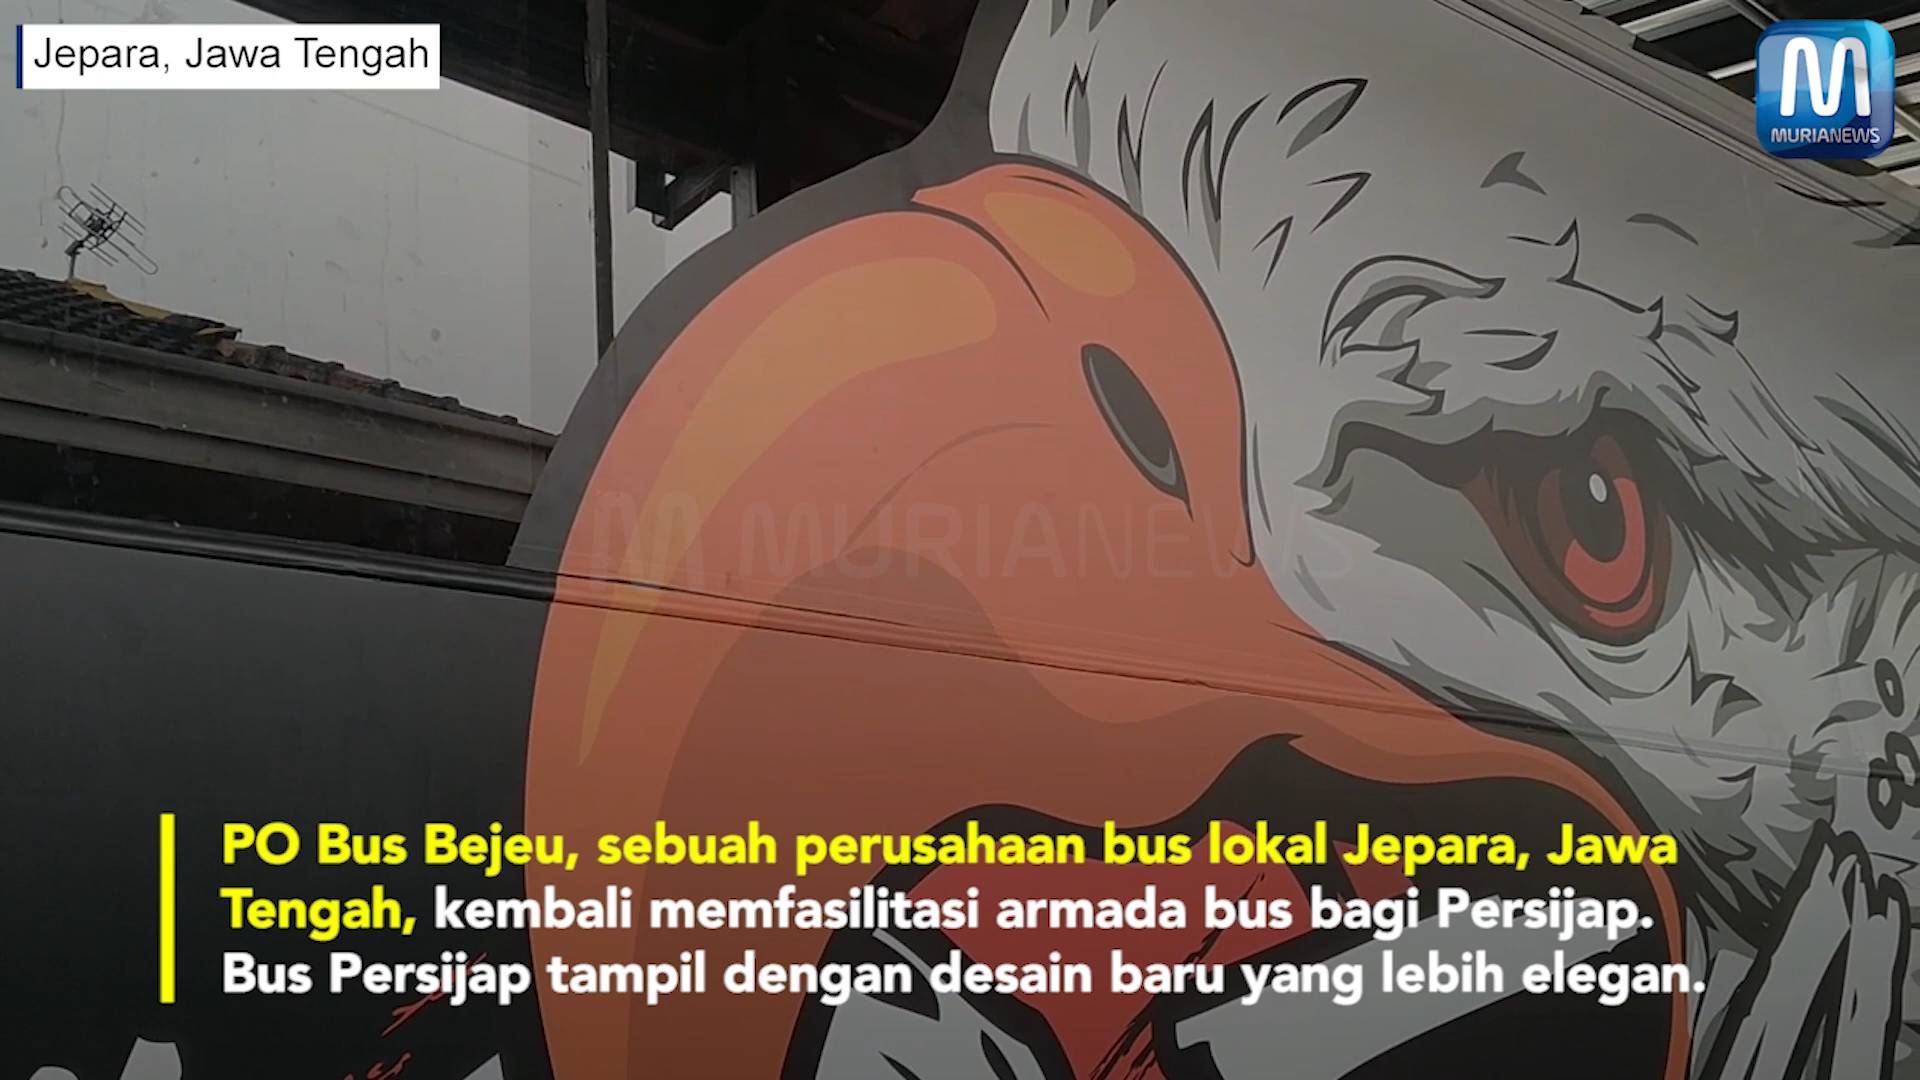 Jepara, Jawa Tengah
M
MURIANEWS
MURIANEWS
PO Bus Bejeu, sebuah perusahaan bus lokal Jepara, Jawa
Tengah, kembali memfasilitasi armada bus bagi Persijap.
Bus Persijap tampil dengan desain baru yang lebih elegan.